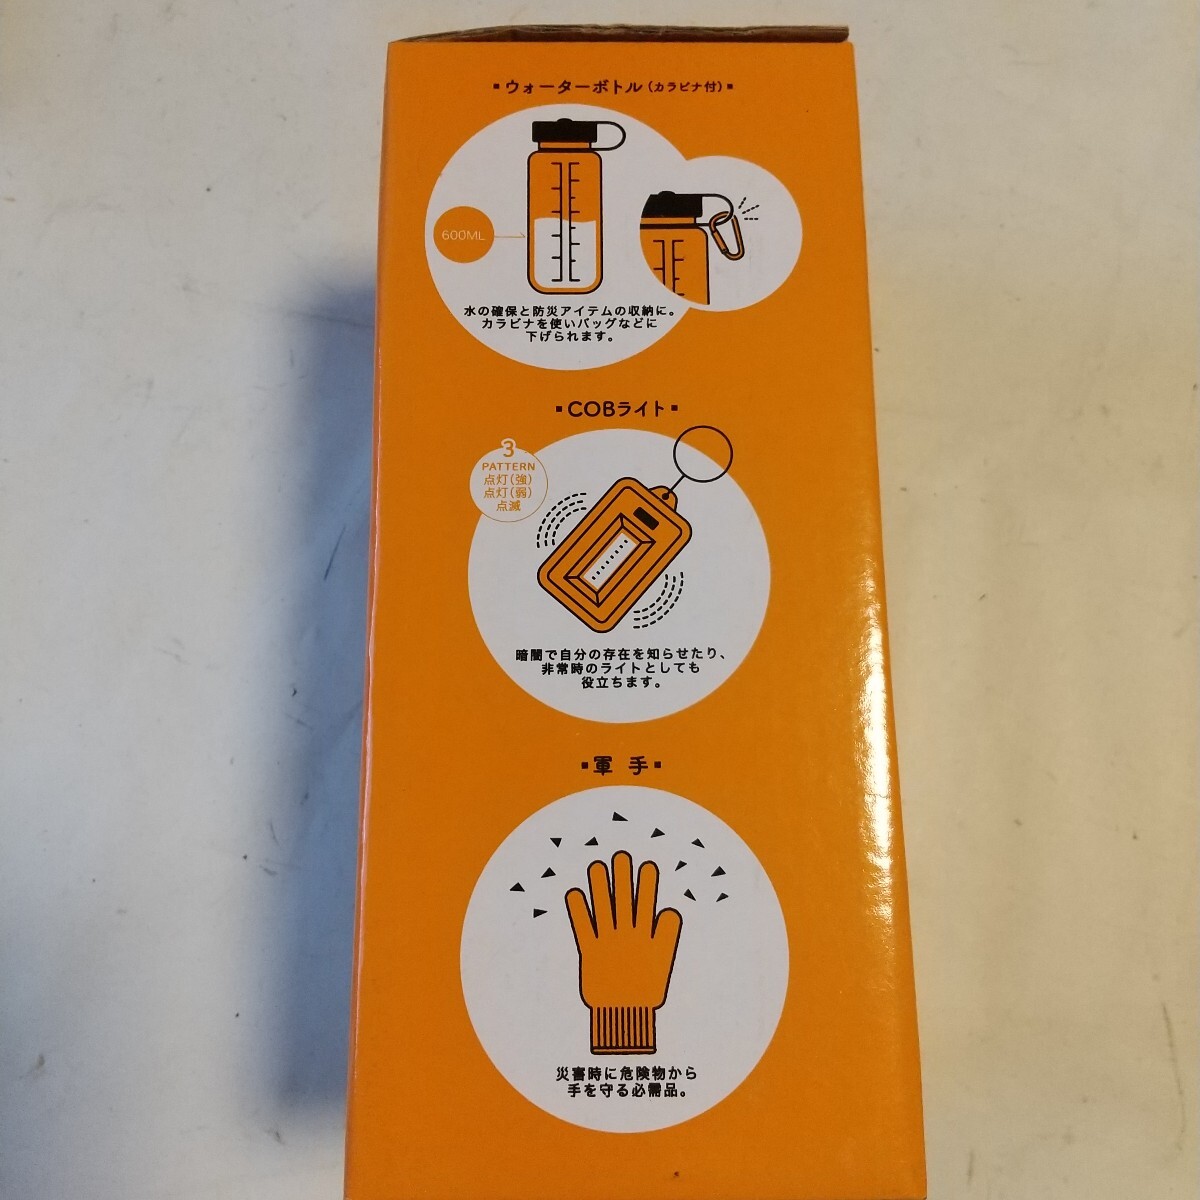 ▪ウォーターボトル(カラビナ付)▪
600ML
水の確保と防災アイテムの収納に。
カラビナを使いバッグなどに
下げられます。
▪COBライト▪
3
PATTERN
点灯(強)
点灯(弱)
点滅
暗闇で自分の存在を知らせたり、
非常時のライトとしても
役立ちます。
▪軍 手▪
災害時に危険物から
手を守る必需品。